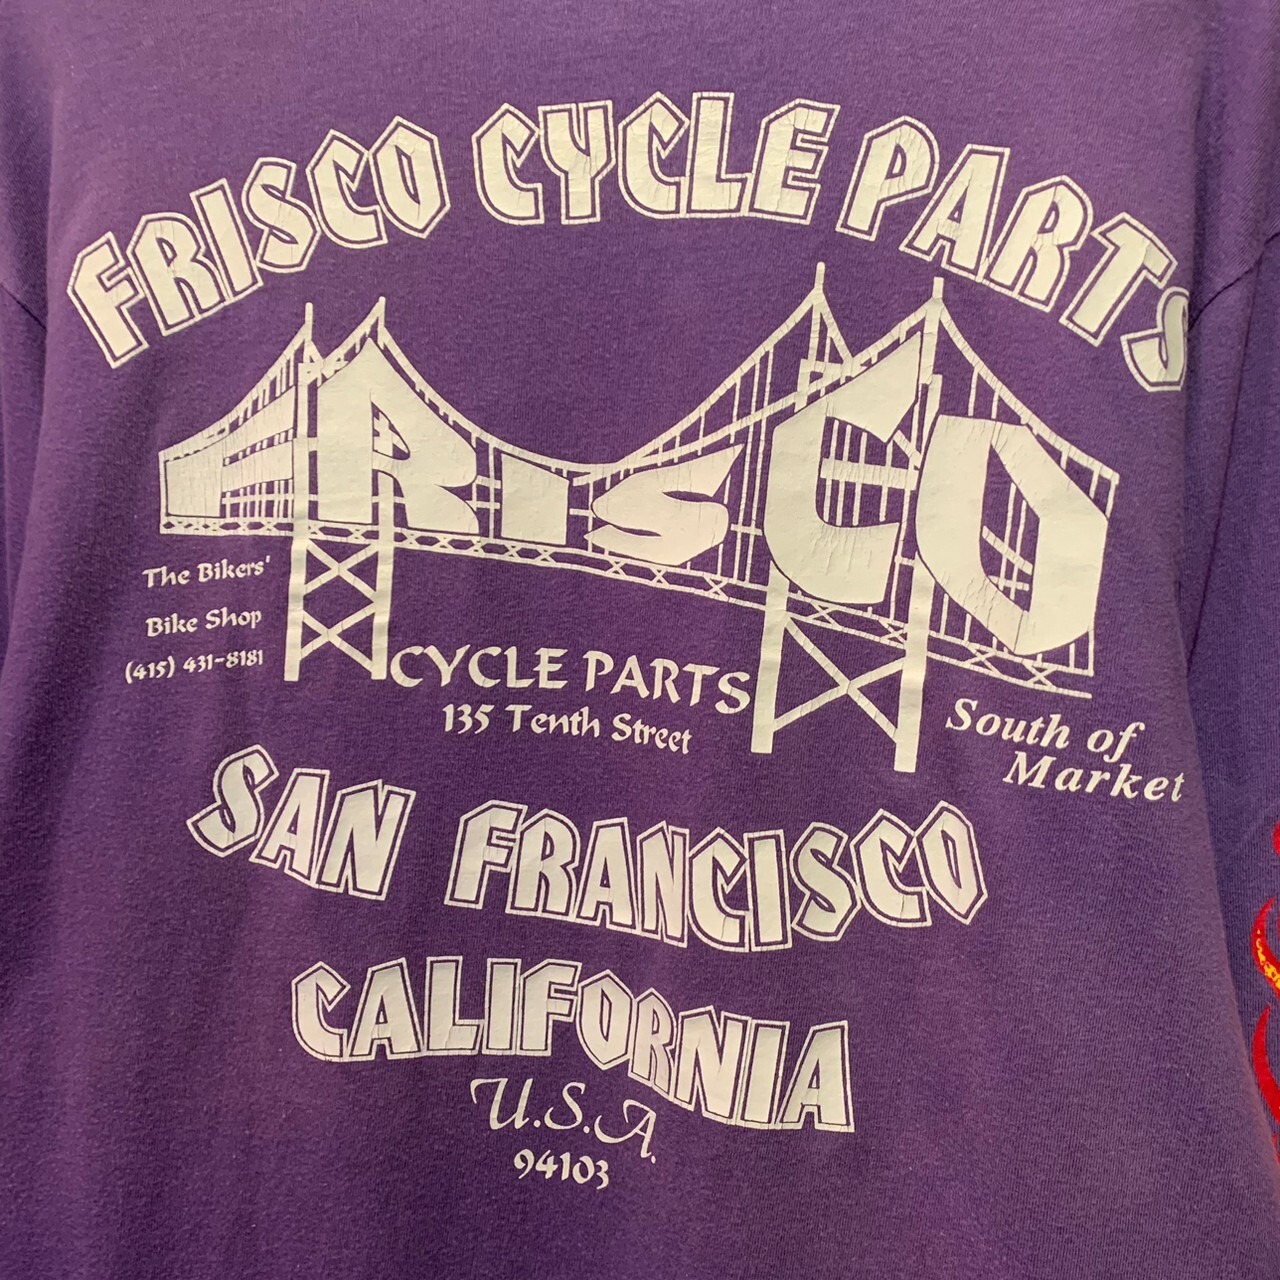 FRISCO CYCLE PARTS
FRISCO
The Bikers'
Bike Shop
(415) 431-8181
CYCLE PARTS
135 Tenth Street
South of
Market
SAN FRANCISCO
CALIFORNIA
U.S.A.
94103